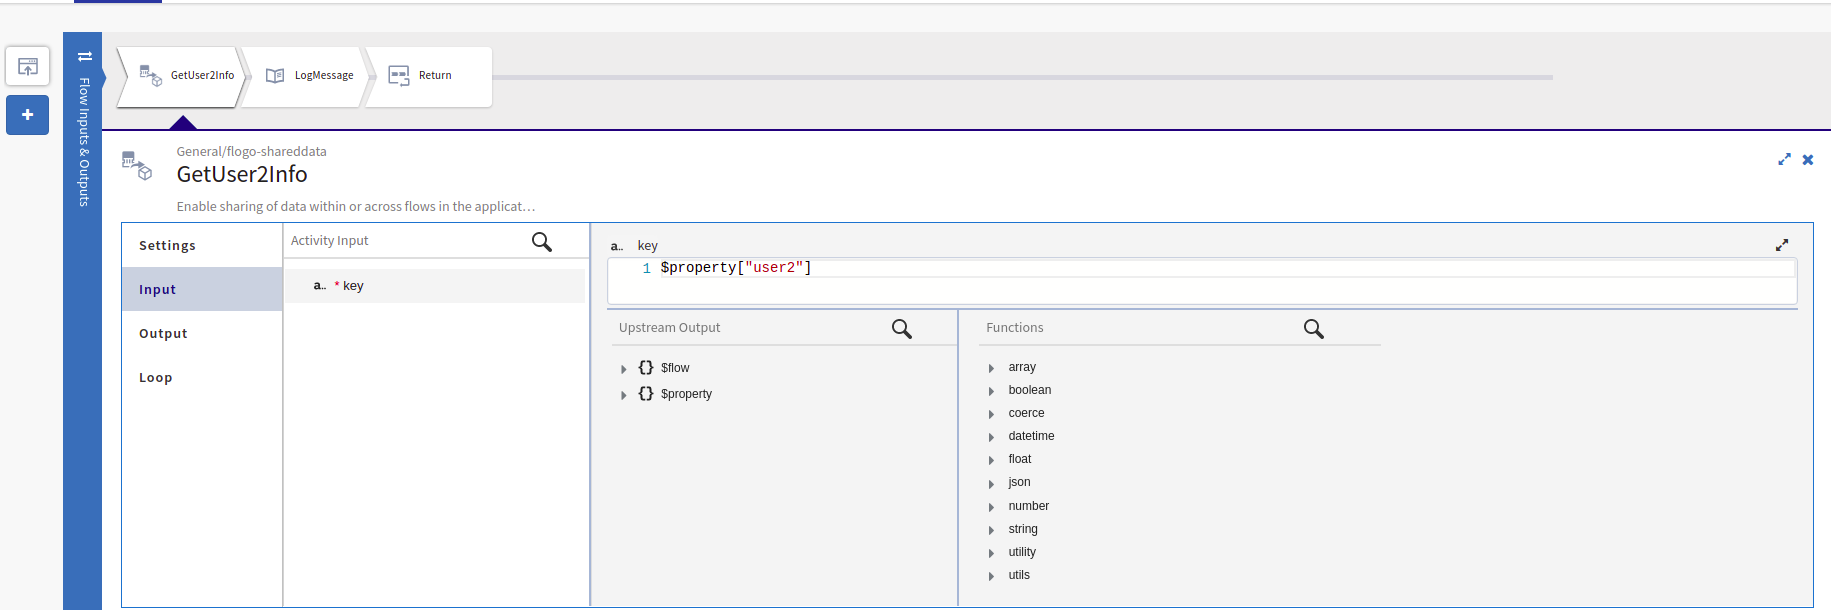 Flow Inputs & Outputs
GetUser2Info
LogMessage
Return
General/flogo-shareddata
GetUser2Info
Enable sharing of data within or across flows in the applicat...
Settings
Input
Output
Loop
Activity Input
a.. * key
a.. key
1 $property["user2"]
Upstream Output
{} $flow
{} $property
Functions
array
boolean
coerce
datetime
float
json
number
string
utility
utils